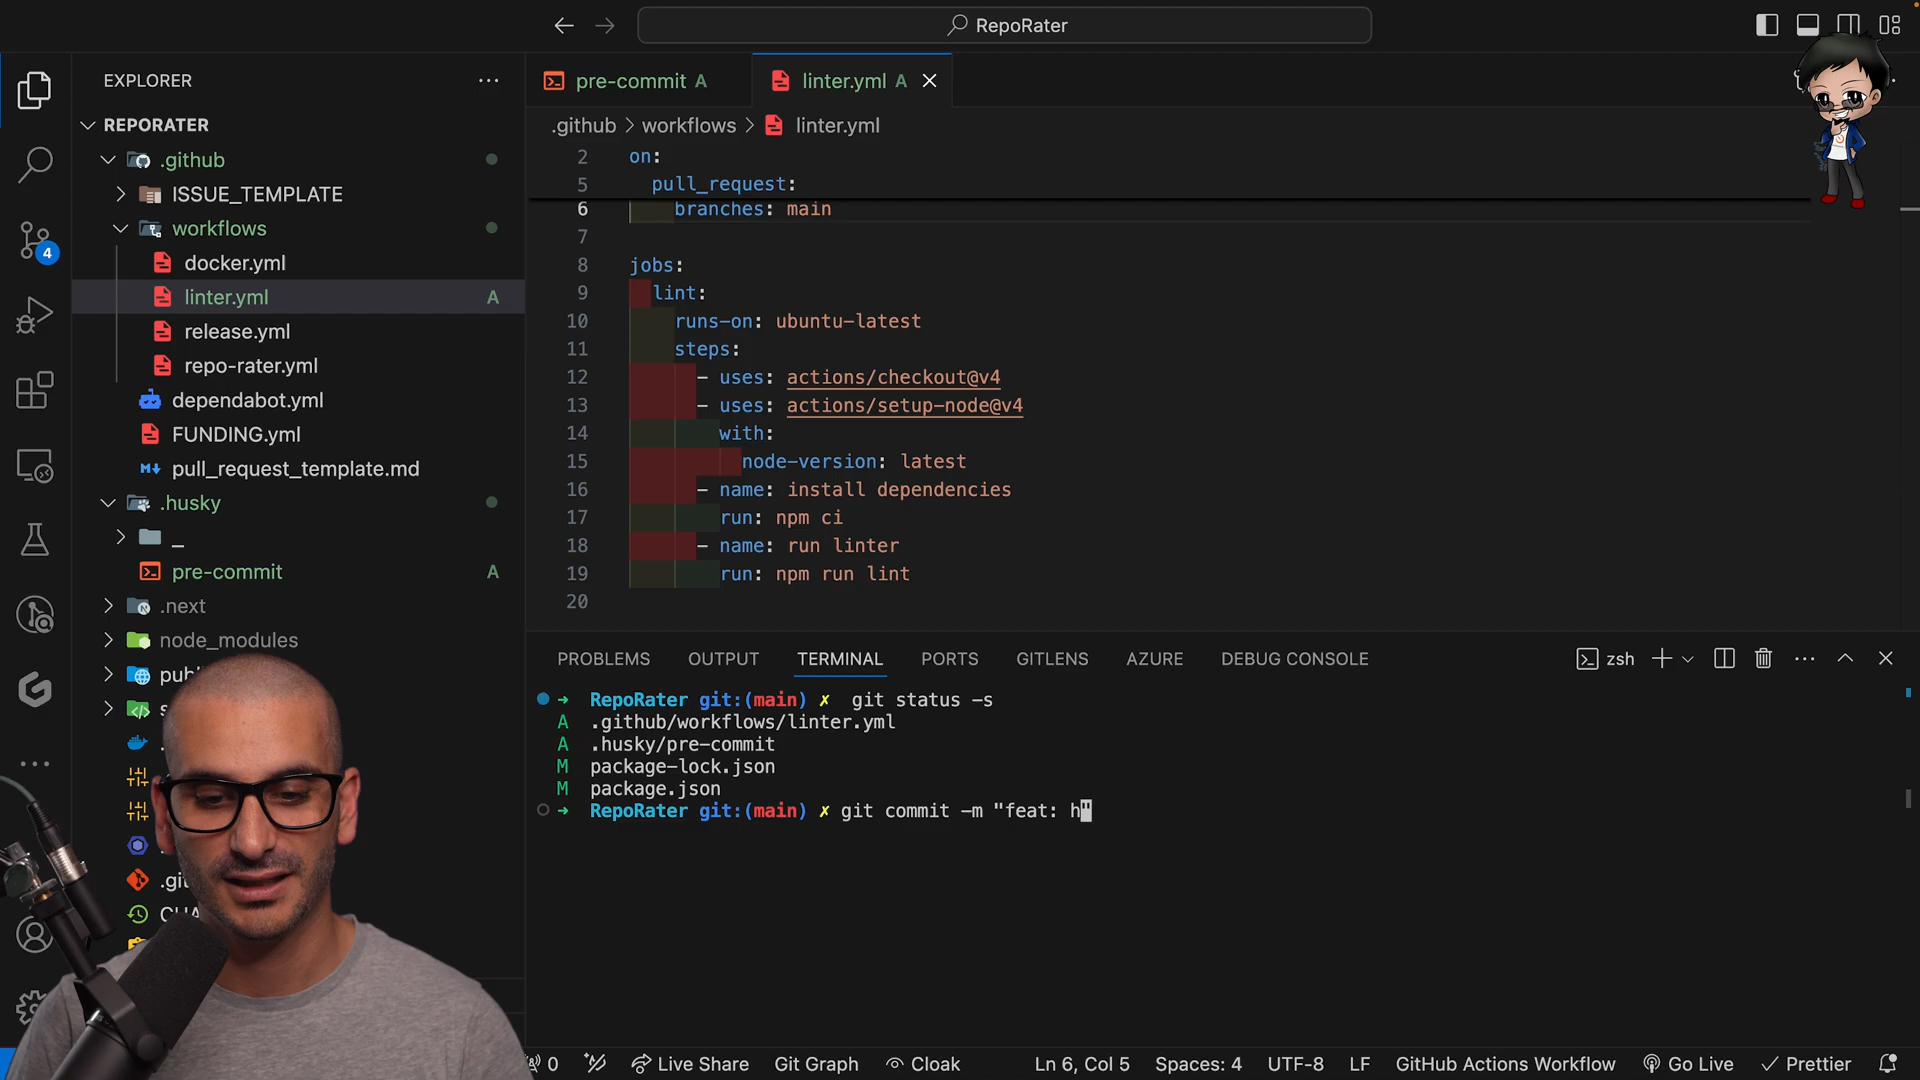 RepoRater
EXPLORER
REPORATER
.github
ISSUE_TEMPLATE
workflows
docker.yml
linter.yml A
release.yml
repo-rater.yml
dependabot.yml
FUNDING.yml
pull_request_template.md
.husky
_
pre-commit A
.next
node_modules
4
pre-commit A
linter.yml A
.github > workflows > linter.yml
2 on:
5 pull_request:
6 branches: main
7
8 jobs:
9 lint:
10 runs-on: ubuntu-latest
11 steps:
12 - uses: actions/checkout@v4
13 - uses: actions/setup-node@v4
14 with:
15 node-version: latest
16 - name: install dependencies
17 run: npm ci
18 - name: run linter
19 run: npm run lint
20
PROBLEMS OUTPUT TERMINAL PORTS GITLENS AZURE DEBUG CONSOLE
zsh
➜ RepoRater git:(main) ✗ git status -s
A .github/workflows/linter.yml
A .husky/pre-commit
M package-lock.json
M package.json
➜ RepoRater git:(main) ✗ git commit -m "feat: h"
0 Live Share Git Graph Cloak Ln 6, Col 5 Spaces: 4 UTF-8 LF GitHub Actions Workflow Go Live Prettier